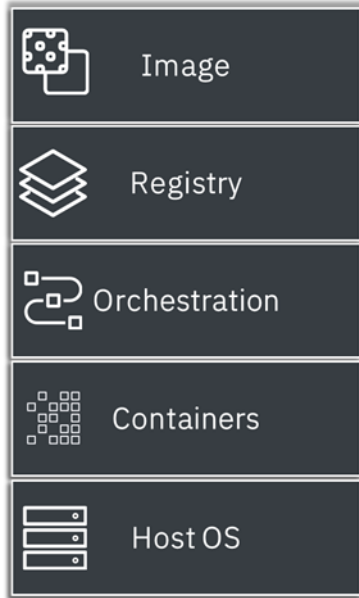 Image
Registry
Orchestration
Containers
Host OS